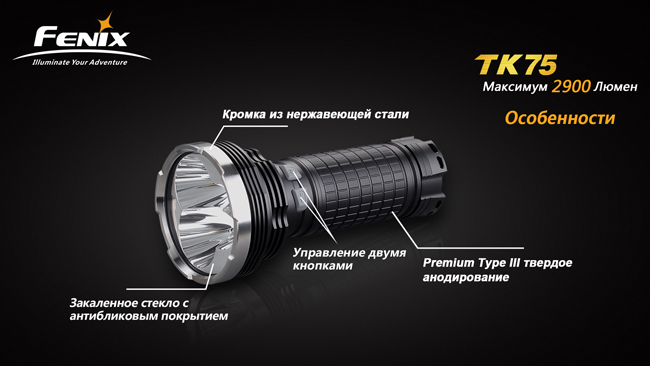 FENIX
Illuminate Your Adventure
TK75
Максимум 2900 Люмен
Особенности
Кромка из нержавеющей стали
Управление двумя
кнопками
Premium Type III твердое
анодирование
Закаленное стекло с
антибликовым покрытием